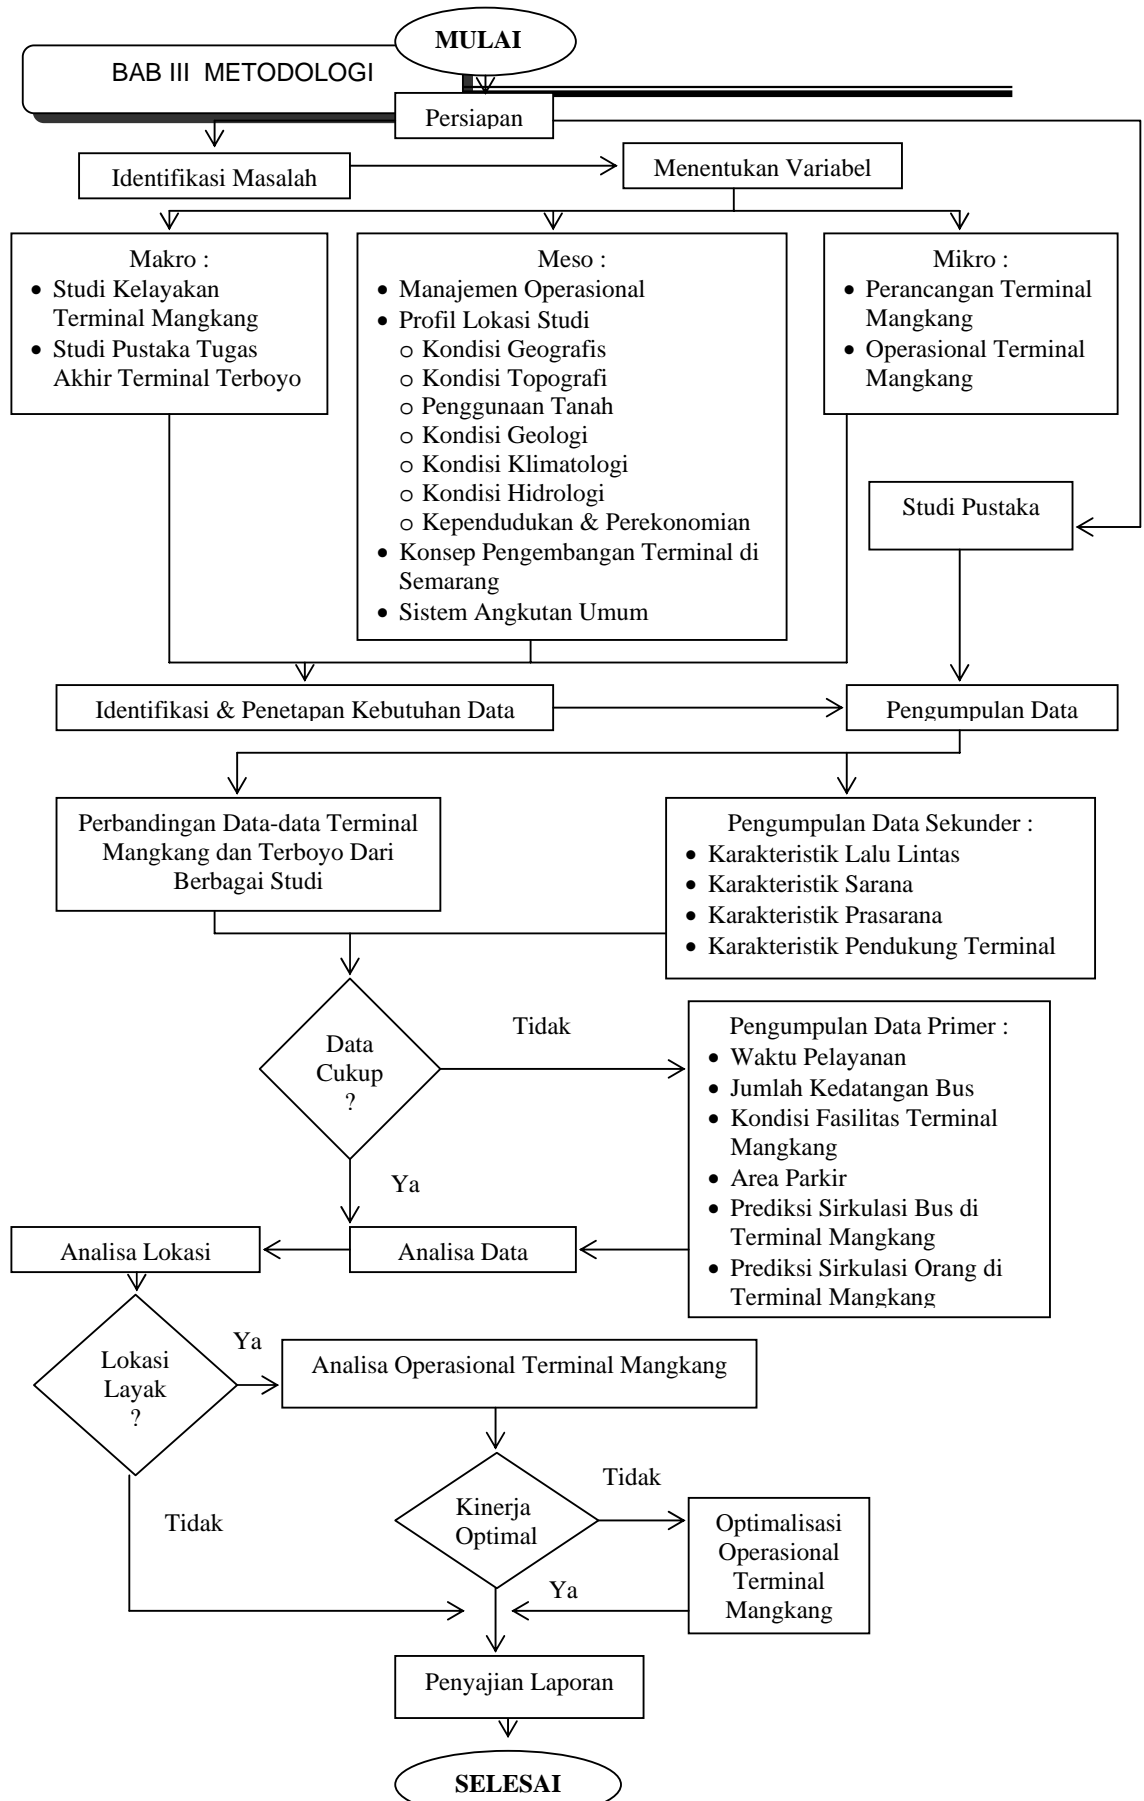 MULAI
BAB III METODOLOGI
Persiapan
Identifikasi Masalah
Menentukan Variabel
Makro :
• Studi Kelayakan
Terminal Mangkang
• Studi Pustaka Tugas
Akhir Terminal Terboyo
Meso :
• Manajemen Operasional
• Profil Lokasi Studi
o Kondisi Geografis
o Kondisi Topografi
o Penggunaan Tanah
o Kondisi Geologi
o Kondisi Klimatologi
o Kondisi Hidrologi
o Kependudukan & Perekonomian
• Konsep Pengembangan Terminal di
Semarang
• Sistem Angkutan Umum
Mikro :
• Perancangan Terminal
Mangkang
• Operasional Terminal
Mangkang
Studi Pustaka
Identifikasi & Penetapan Kebutuhan Data
Pengumpulan Data
Perbandingan Data-data Terminal
Mangkang dan Terboyo Dari
Berbagai Studi
Pengumpulan Data Sekunder :
• Karakteristik Lalu Lintas
• Karakteristik Sarana
• Karakteristik Prasarana
• Karakteristik Pendukung Terminal
Data
Cukup
?
Tidak
Ya
Pengumpulan Data Primer :
• Waktu Pelayanan
• Jumlah Kedatangan Bus
• Kondisi Fasilitas Terminal
Mangkang
• Area Parkir
• Prediksi Sirkulasi Bus di
Terminal Mangkang
• Prediksi Sirkulasi Orang di
Terminal Mangkang
Analisa Lokasi
Analisa Data
Lokasi
Layak
?
Ya
Tidak
Analisa Operasional Terminal Mangkang
Kinerja
Optimal
Tidak
Ya
Optimalisasi
Operasional
Terminal
Mangkang
Penyajian Laporan
SELESAI